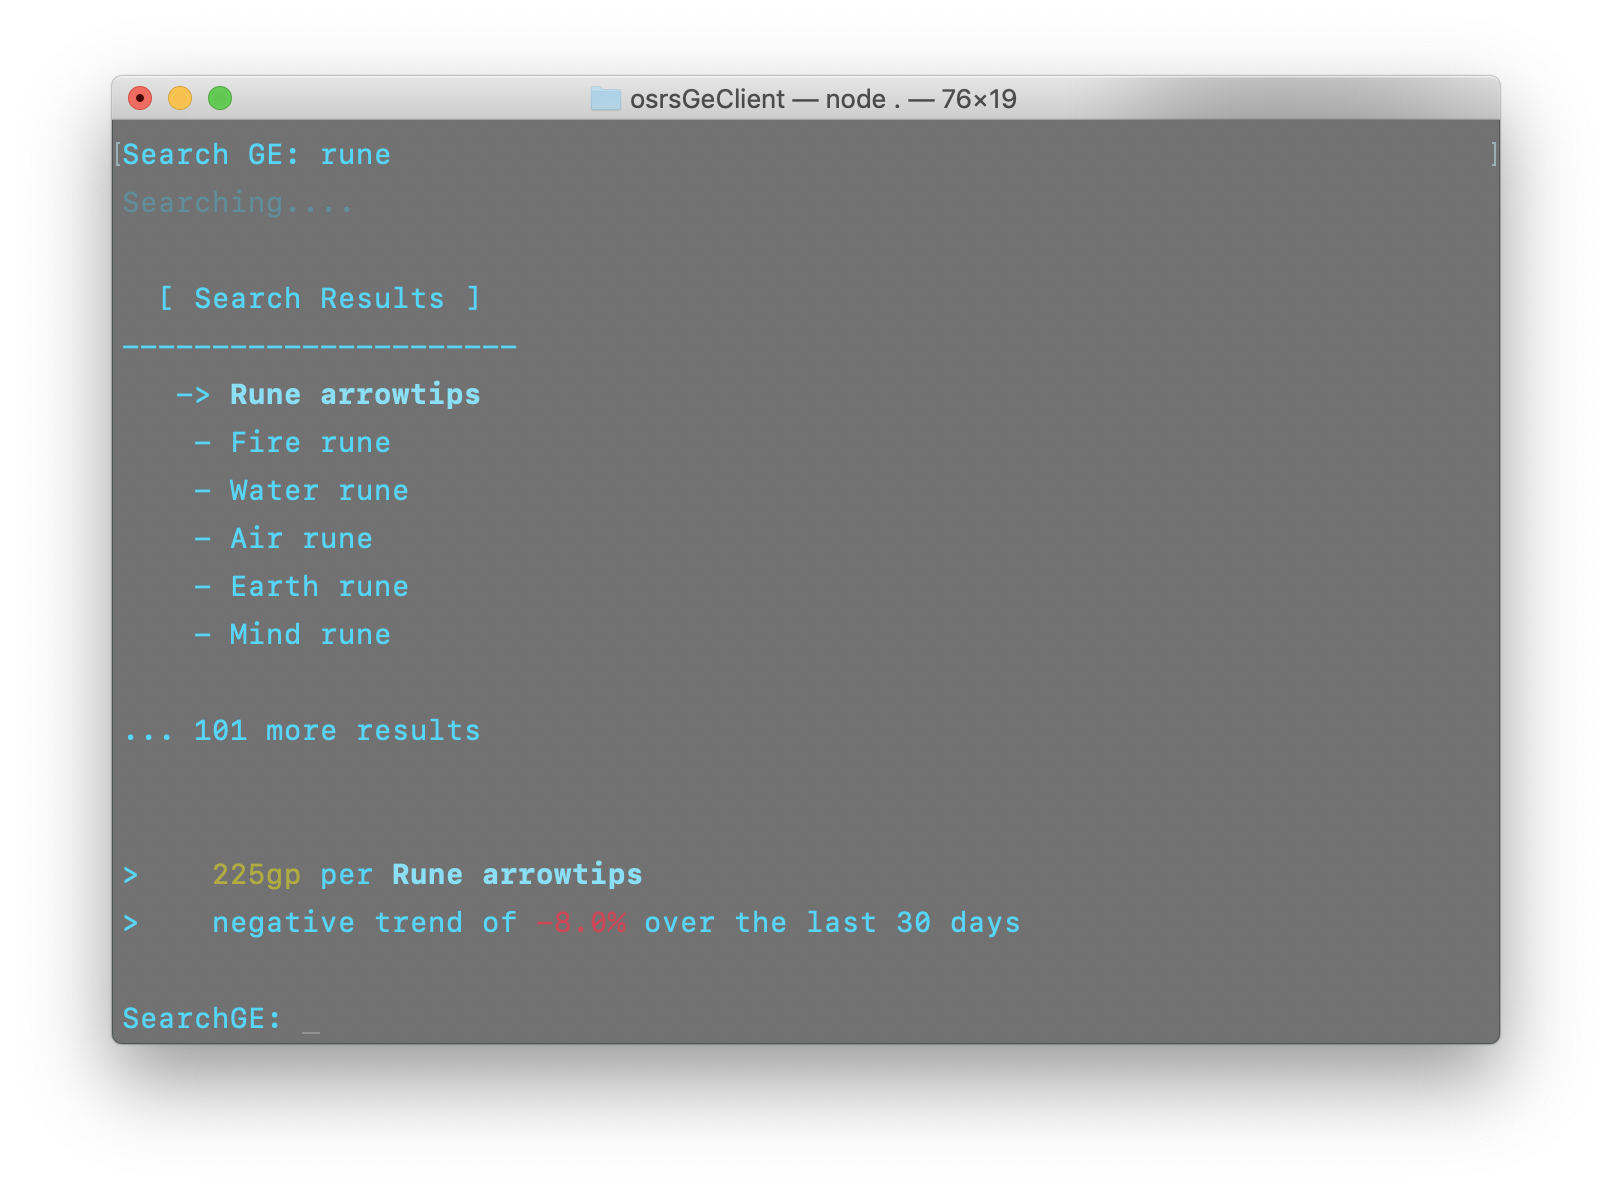 osrsGeClient — node . — 76×19
[Search GE: rune ]
Searching....
[ Search Results ]
----------------------
-> Rune arrowtips
- Fire rune
- Water rune
- Air rune
- Earth rune
- Mind rune
... 101 more results
> 225gp per Rune arrowtips
> negative trend of -8.0% over the last 30 days
SearchGE: _